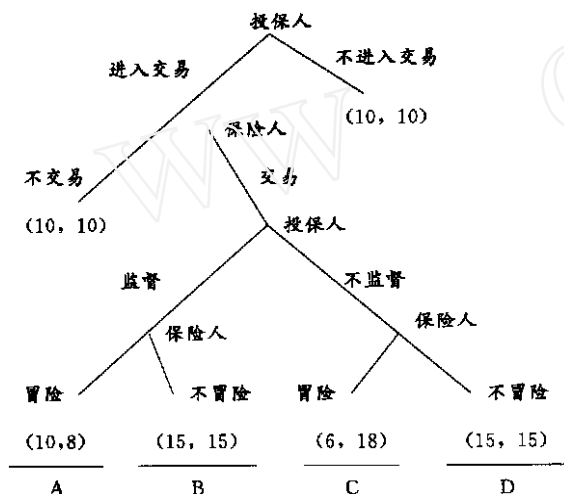 投保人
进入交易 不进入交易
(10, 10)
保险人
不交易 交易
(10, 10)
投保人
监督 不监督
保险人 保险人
冒险 不冒险 冒险 不冒险
(10,8) (15, 15) (6, 18) (15, 15)
A B C D